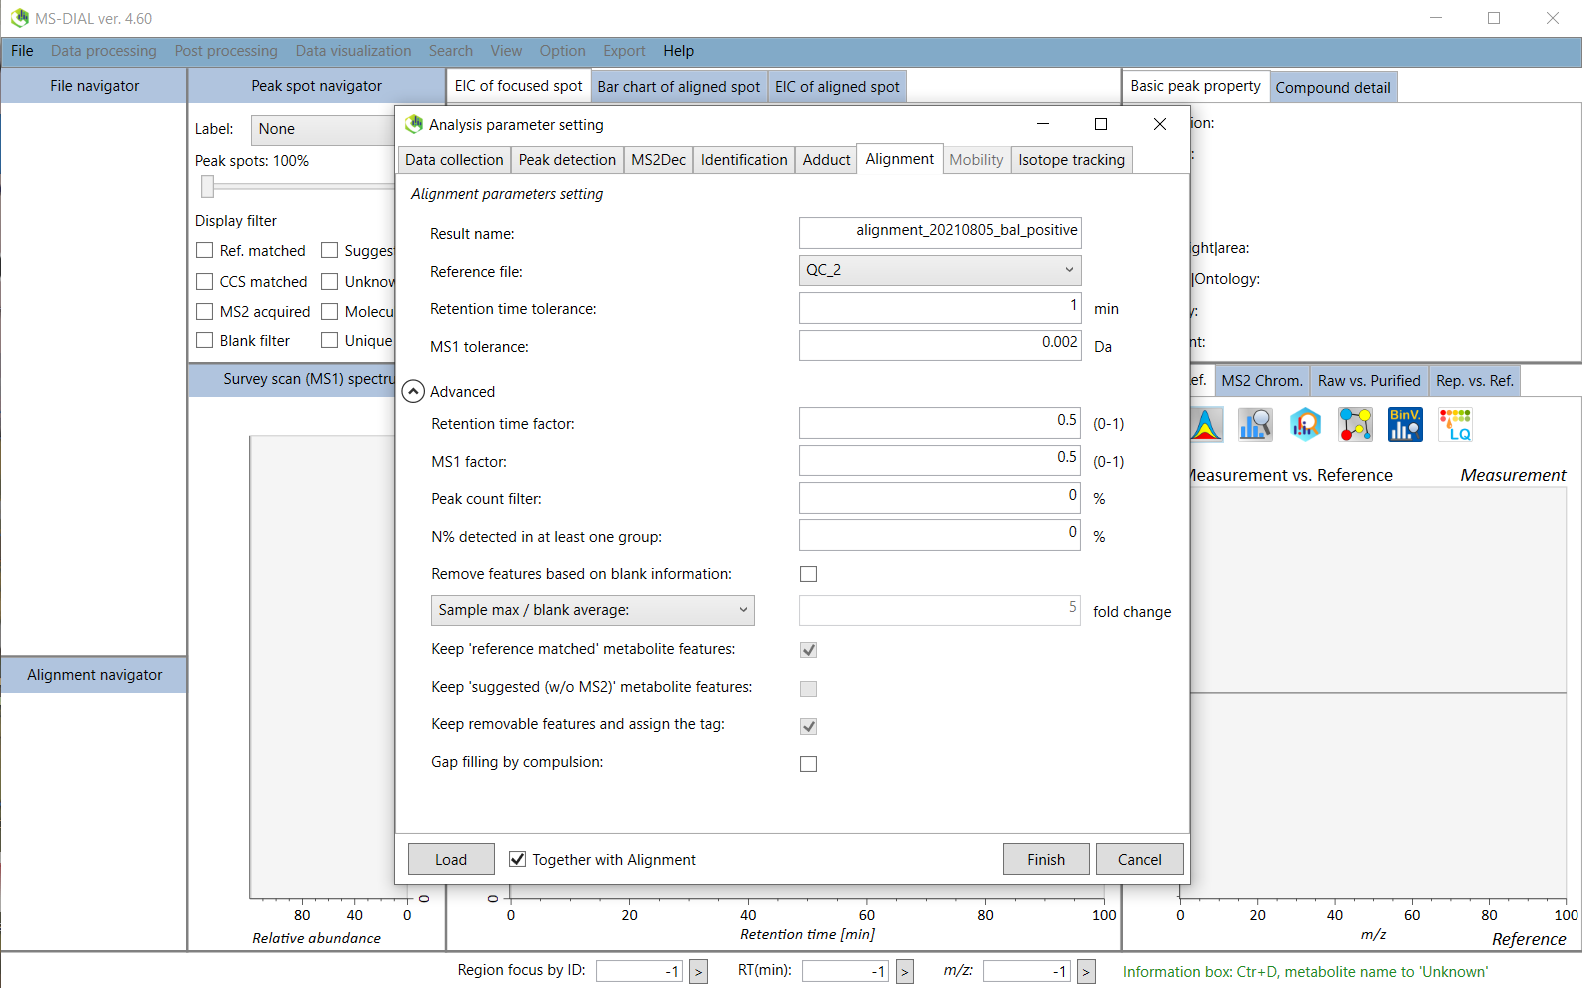 MS-DIAL ver. 4.60
File Data processing Post processing Data visualization Search View Option Export Help
File navigator
Peak spot navigator
EIC of focused spot Bar chart of aligned spot EIC of aligned spot
Basic peak property Compound detail
Label: None
Peak spots: 100%
Display filter
Ref. matched Sugges
CCS matched Unknow
MS2 acquired Molecu
Blank filter Unique
Survey scan (MS1) spectru
Alignment navigator
Analysis parameter setting
Data collection Peak detection MS2Dec Identification Adduct Alignment Mobility Isotope tracking
Alignment parameters setting
Result name: alignment_20210805_bal_positive
Reference file: QC_2
Retention time tolerance: 1 min
MS1 tolerance: 0.002 Da
Advanced
Retention time factor: 0.5 (0-1)
MS1 factor: 0.5 (0-1)
Peak count filter: 0 %
N% detected in at least one group: 0 %
Remove features based on blank information:
Sample max / blank average: 5 fold change
Keep 'reference matched' metabolite features:
Keep 'suggested (w/o MS2)' metabolite features:
Keep removable features and assign the tag:
Gap filling by compulsion:
Load Together with Alignment Finish Cancel
ion:
:
ght|area:
|Ontology:
y:
nt:
ef. MS2 Chrom. Raw vs. Purified Rep. vs. Ref.
BinV.
LQ
Measurement vs. Reference Measurement
80 40 0 0
Relative abundance
0
0 20 40 60 80 100
Retention time [min]
0 20 40 60 80 100
m/z
Reference
Region focus by ID: -1 > RT(min): -1 > m/z: -1 >
Information box: Ctr+D, metabolite name to 'Unknown'